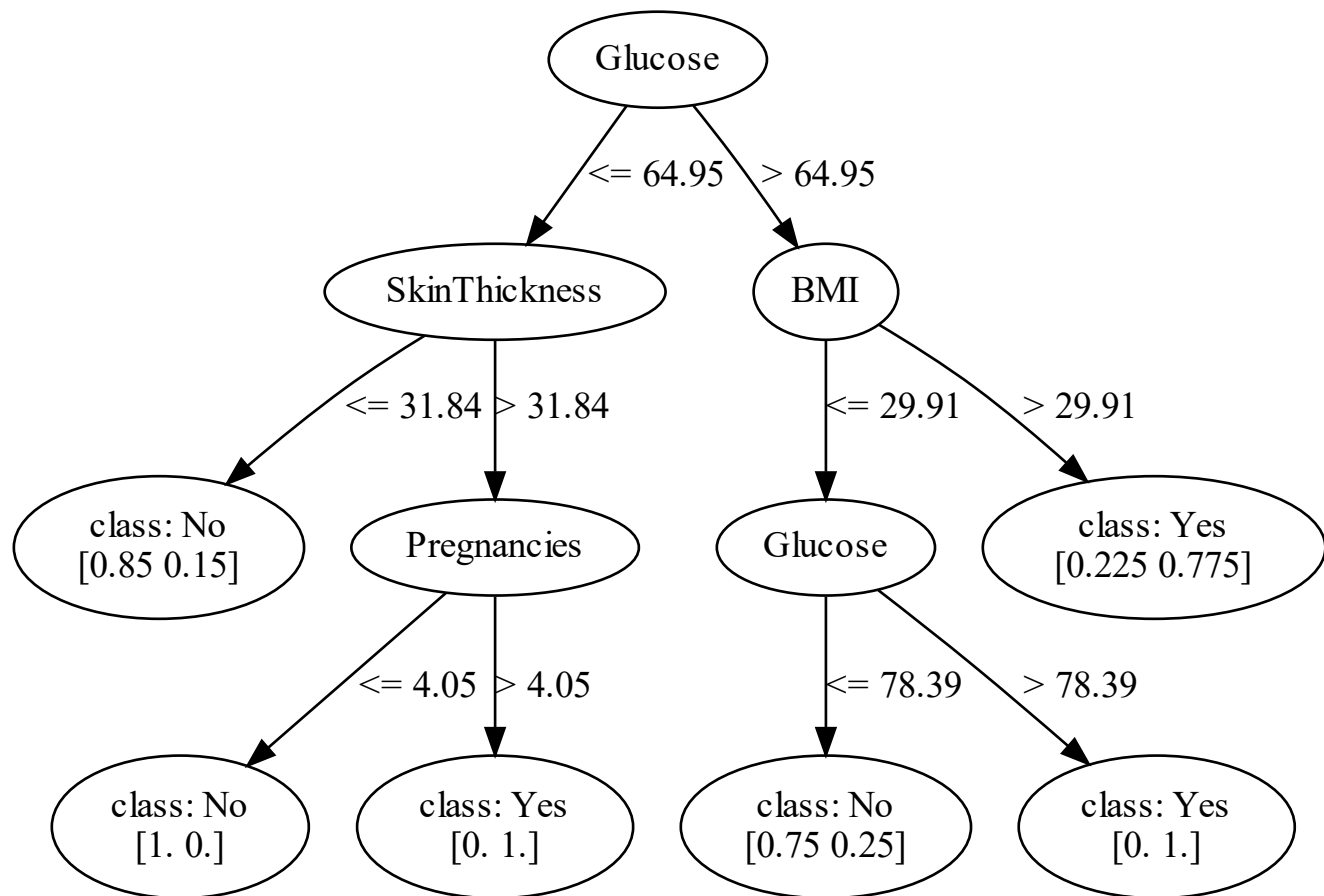 Glucose
<= 64.95
> 64.95
SkinThickness
BMI
<= 31.84
> 31.84
<= 29.91
> 29.91
class: No
[0.85 0.15]
Pregnancies
Glucose
class: Yes
[0.225 0.775]
<= 4.05
> 4.05
<= 78.39
> 78.39
class: No
[1. 0.]
class: Yes
[0. 1.]
class: No
[0.75 0.25]
class: Yes
[0. 1.]